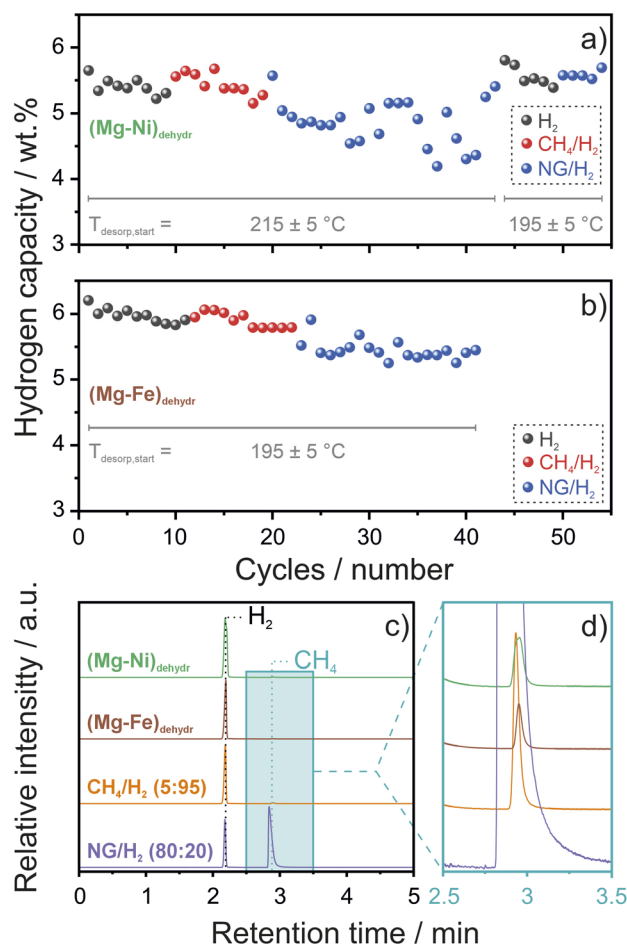 Hydrogen capacity / wt.%
a)
6
5
4
3
(Mg-Ni)dehydr
H2
CH4/H2
NG/H2
Tdesorp,start = 215 ± 5 °C 195 ± 5 °C
b)
6
5
4
3
(Mg-Fe)dehydr
Tdesorp,start = 195 ± 5 °C
H2
CH4/H2
NG/H2
0 10 20 30 40 50
Cycles / number
Relative intensity / a.u.
c)
H2
CH4
(Mg-Ni)dehydr
(Mg-Fe)dehydr
CH4/H2 (5:95)
NG/H2 (80:20)
0 1 2 3 4 5
d)
2.5 3 3.5
Retention time / min